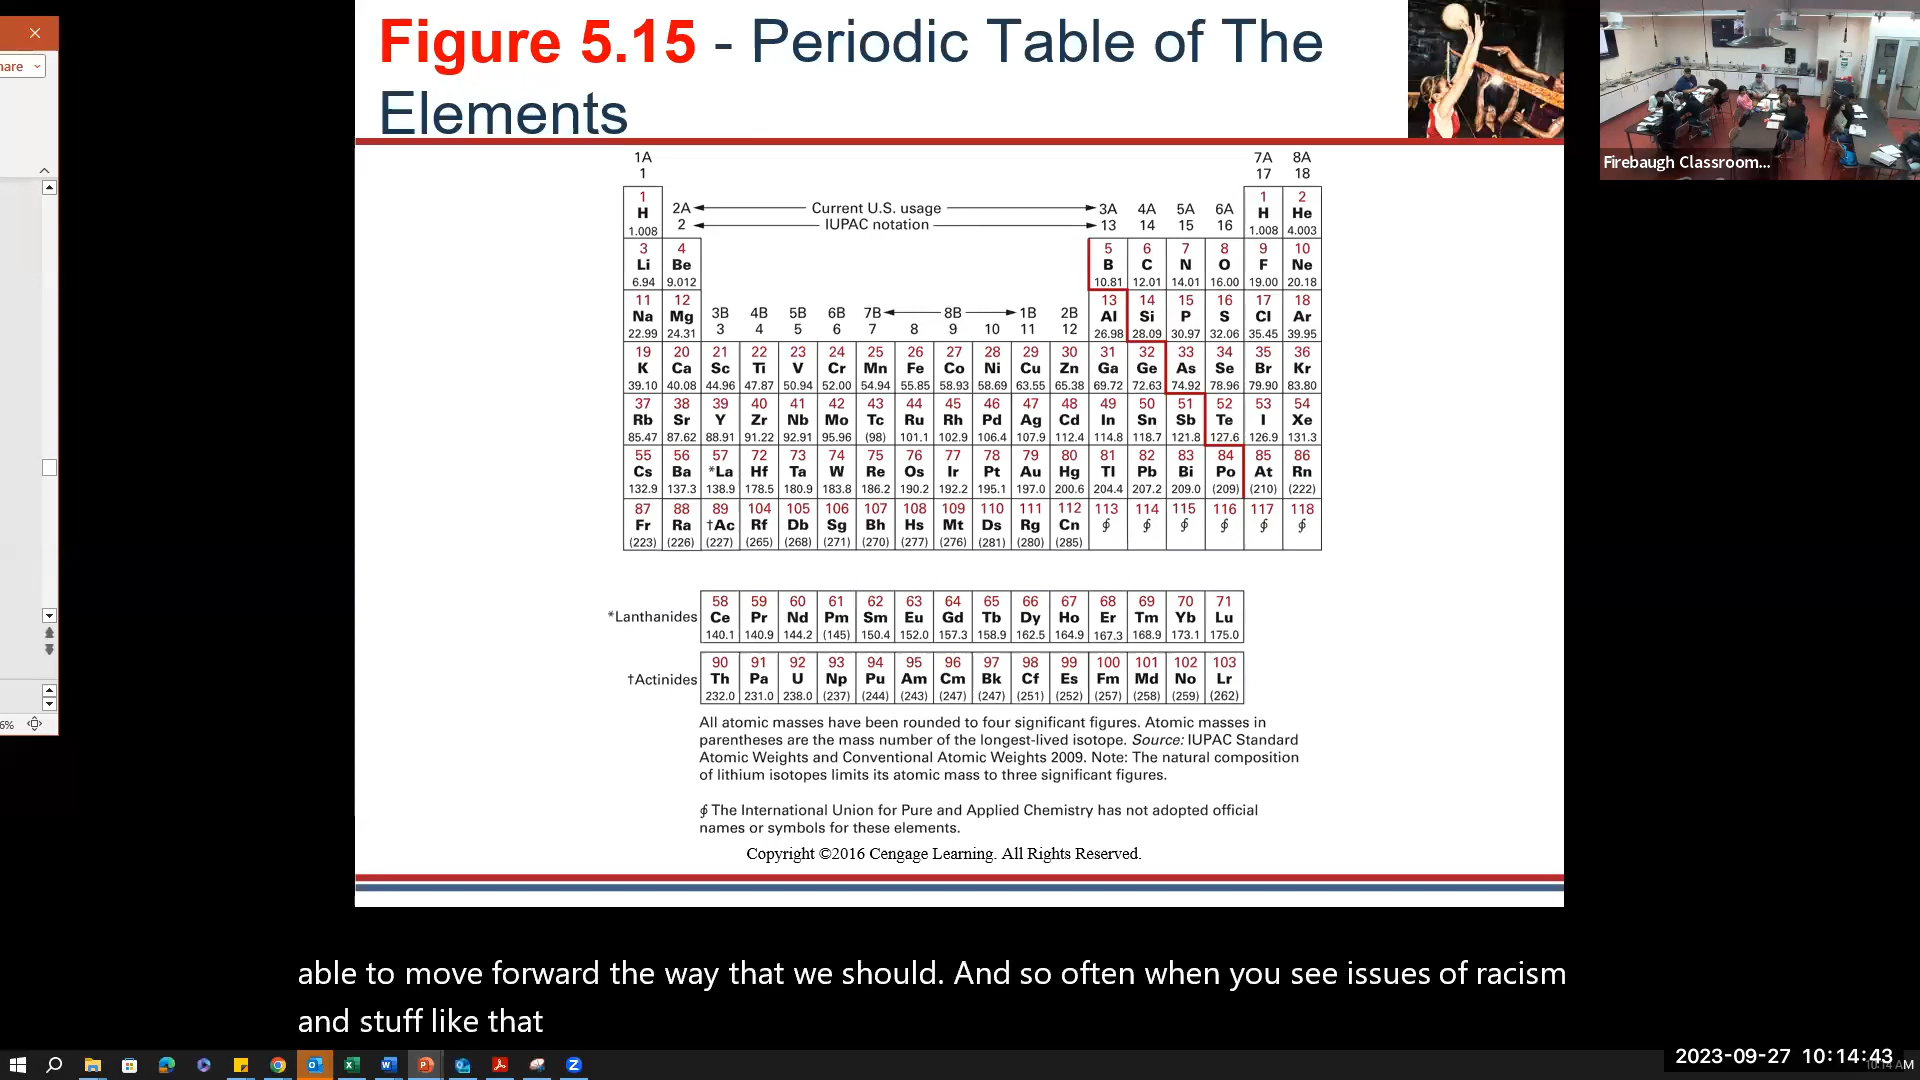 Figure 5.15 - Periodic Table of The
Elements
hare
Firebaugh Classroom...
1A 7A 8A
1 17 18
1 1 2
H 2A Current U.S. usage 3A 4A 5A 6A H He
2 IUPAC notation 13 14 15 16
1.008 1.008 4.003
3 4 5 6 7 8 9 10
Li Be B C N O F Ne
6.94 9.012 10.81 12.01 14.01 16.00 19.00 20.18
11 12 13 14 15 16 17 18
Na Mg 3B 4B 5B 6B 7B 8B 1B 2B Al Si P S Cl Ar
22.99 24.31 3 4 5 6 7 8 9 10 11 12 26.98 28.09 30.97 32.06 35.45 39.95
19 20 21 22 23 24 25 26 27 28 29 30 31 32 33 34 35 36
K Ca Sc Ti V Cr Mn Fe Co Ni Cu Zn Ga Ge As Se Br Kr
39.10 40.08 44.96 47.87 50.94 52.00 54.94 55.85 58.93 58.69 63.55 65.38 69.72 72.63 74.92 78.96 79.90 83.80
37 38 39 40 41 42 43 44 45 46 47 48 49 50 51 52 53 54
Rb Sr Y Zr Nb Mo Tc Ru Rh Pd Ag Cd In Sn Sb Te I Xe
85.47 87.62 88.91 91.22 92.91 95.96 (98) 101.1 102.9 106.4 107.9 112.4 114.8 118.7 121.8 127.6 126.9 131.3
55 56 57 72 73 74 75 76 77 78 79 80 81 82 83 84 85 86
Cs Ba *La Hf Ta W Re Os Ir Pt Au Hg Tl Pb Bi Po At Rn
132.9 137.3 138.9 178.5 180.9 183.8 186.2 190.2 192.2 195.1 197.0 200.6 204.4 207.2 209.0 (209) (210) (222)
87 88 89 104 105 106 107 108 109 110 111 112 113 114 115 116 117 118
Fr Ra †Ac Rf Db Sg Bh Hs Mt Ds Rg Cn ∮ ∮ ∮ ∮ ∮ ∮
(223) (226) (227) (265) (268) (271) (270) (277) (276) (281) (280) (285)
58 59 60 61 62 63 64 65 66 67 68 69 70 71
*Lanthanides Ce Pr Nd Pm Sm Eu Gd Tb Dy Ho Er Tm Yb Lu
140.1 140.9 144.2 (145) 150.4 152.0 157.3 158.9 162.5 164.9 167.3 168.9 173.1 175.0
90 91 92 93 94 95 96 97 98 99 100 101 102 103
†Actinides Th Pa U Np Pu Am Cm Bk Cf Es Fm Md No Lr
232.0 231.0 238.0 (237) (244) (243) (247) (247) (251) (252) (257) (258) (259) (262)
All atomic masses have been rounded to four significant figures. Atomic masses in
parentheses are the mass number of the longest-lived isotope. Source: IUPAC Standard
Atomic Weights and Conventional Atomic Weights 2009. Note: The natural composition
of lithium isotopes limits its atomic mass to three significant figures.
∮ The International Union for Pure and Applied Chemistry has not adopted official
names or symbols for these elements.
Copyright ©2016 Cengage Learning. All Rights Reserved.
6%
able to move forward the way that we should. And so often when you see issues of racism
and stuff like that
2023-09-27 10:14:43
10:14 AM